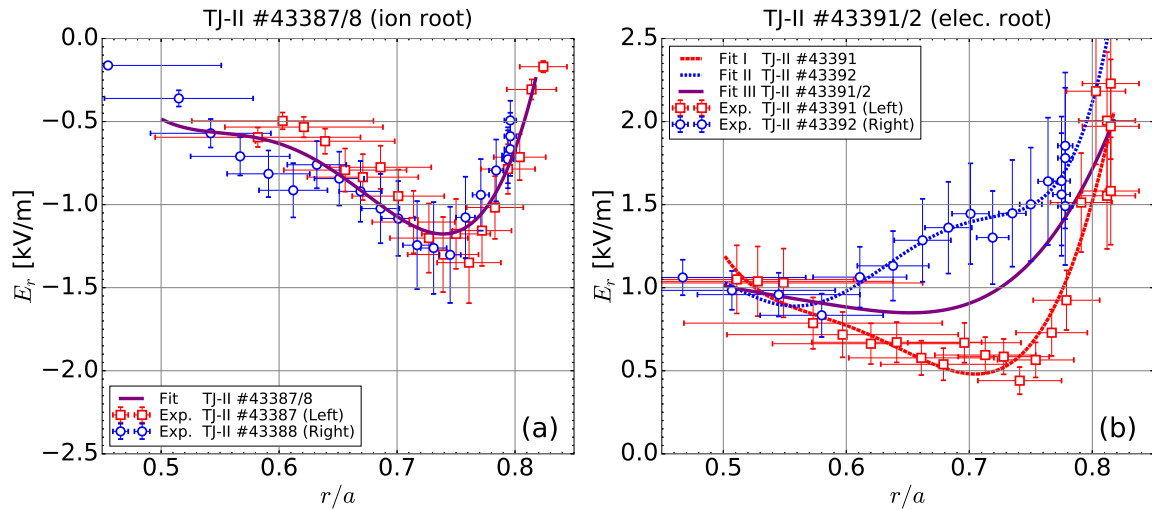 TJ-II #43387/8 (ion root)
0.0
−0.5
−1.0
−1.5
−2.0
−2.5
E_r [kV/m]
Fit TJ-II #43387/8
Exp. TJ-II #43387 (Left)
Exp. TJ-II #43388 (Right)
(a)
0.5 0.6 0.7 0.8
r/a
TJ-II #43391/2 (elec. root)
2.5
2.0
1.5
1.0
0.5
0.0
E_r [kV/m]
Fit I TJ-II #43391
Fit II TJ-II #43392
Fit III TJ-II #43391/2
Exp. TJ-II #43391 (Left)
Exp. TJ-II #43392 (Right)
(b)
0.5 0.6 0.7 0.8
r/a